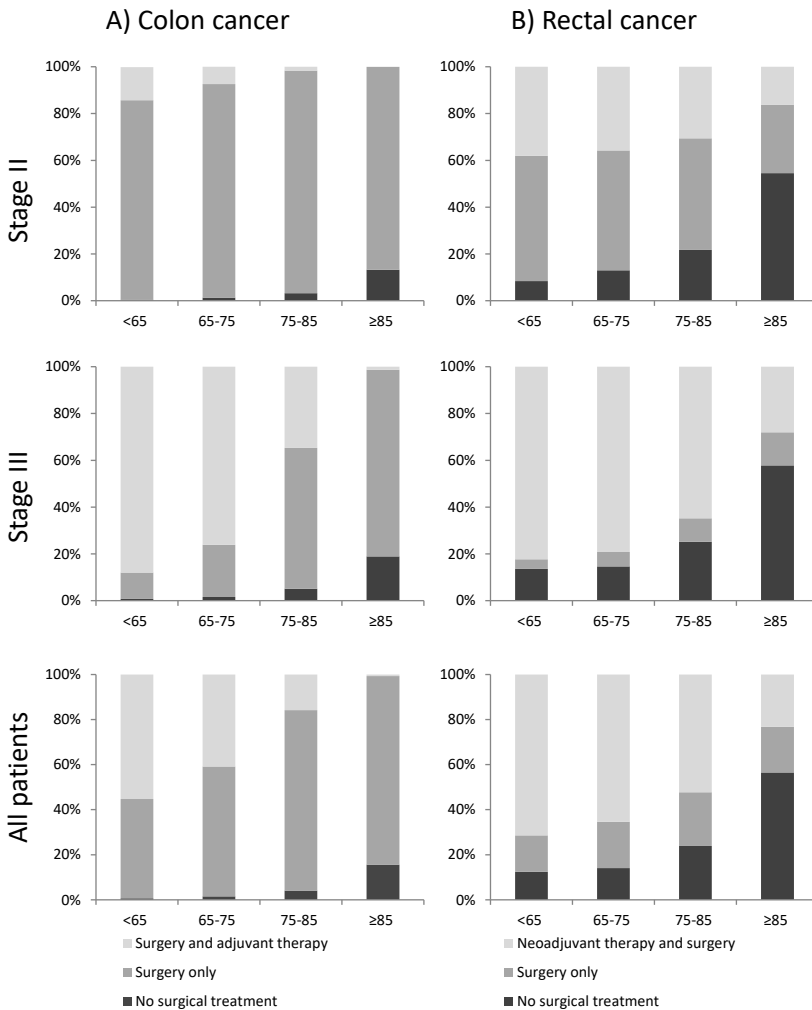 A) Colon cancer
B) Rectal cancer
Stage II
100%
80%
60%
40%
20%
0%
<65 65-75 75-85 ≥85
100%
80%
60%
40%
20%
0%
<65 65-75 75-85 ≥85
Stage III
100%
80%
60%
40%
20%
0%
<65 65-75 75-85 ≥85
100%
80%
60%
40%
20%
0%
<65 65-75 75-85 ≥85
All patients
100%
80%
60%
40%
20%
0%
<65 65-75 75-85 ≥85
100%
80%
60%
40%
20%
0%
<65 65-75 75-85 ≥85
Surgery and adjuvant therapy
Surgery only
No surgical treatment
Neoadjuvant therapy and surgery
Surgery only
No surgical treatment